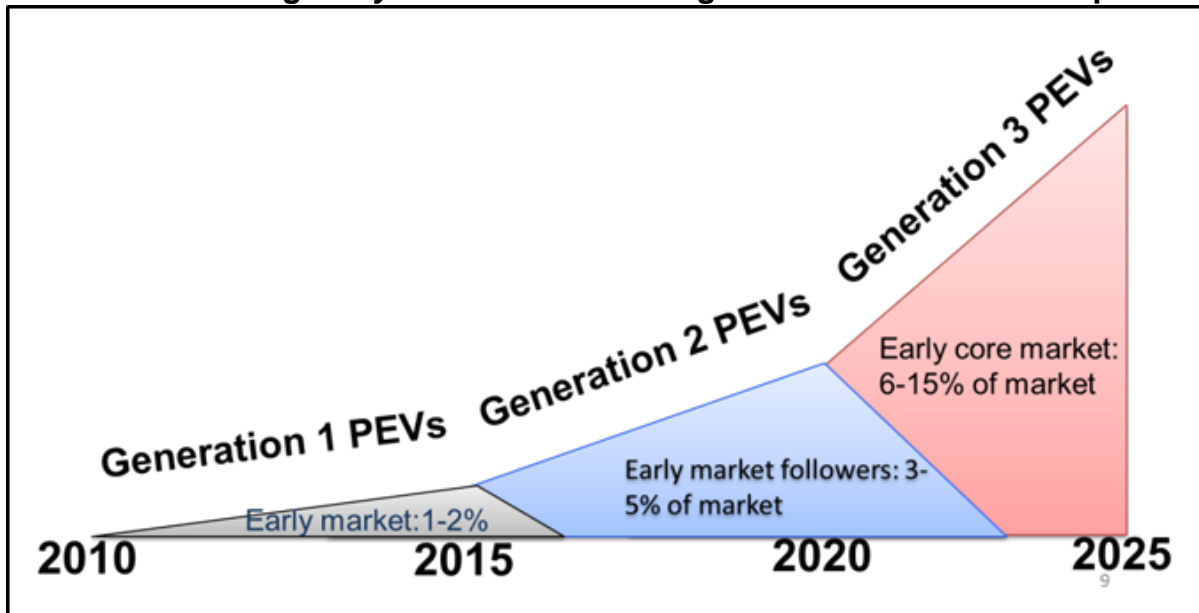 Generation 3 PEVs
Generation 2 PEVs
Generation 1 PEVs
Early core market:
6-15% of market
Early market followers: 3-
5% of market
Early market:1-2%
2010
2015
2020
2025
9